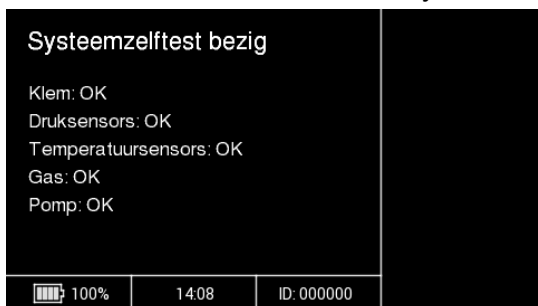 Systeemzelftest bezig
Klem: OK
Druksensors: OK
Temperatuursensors: OK
Gas: OK
Pomp: OK
100% 14:08 ID: 000000